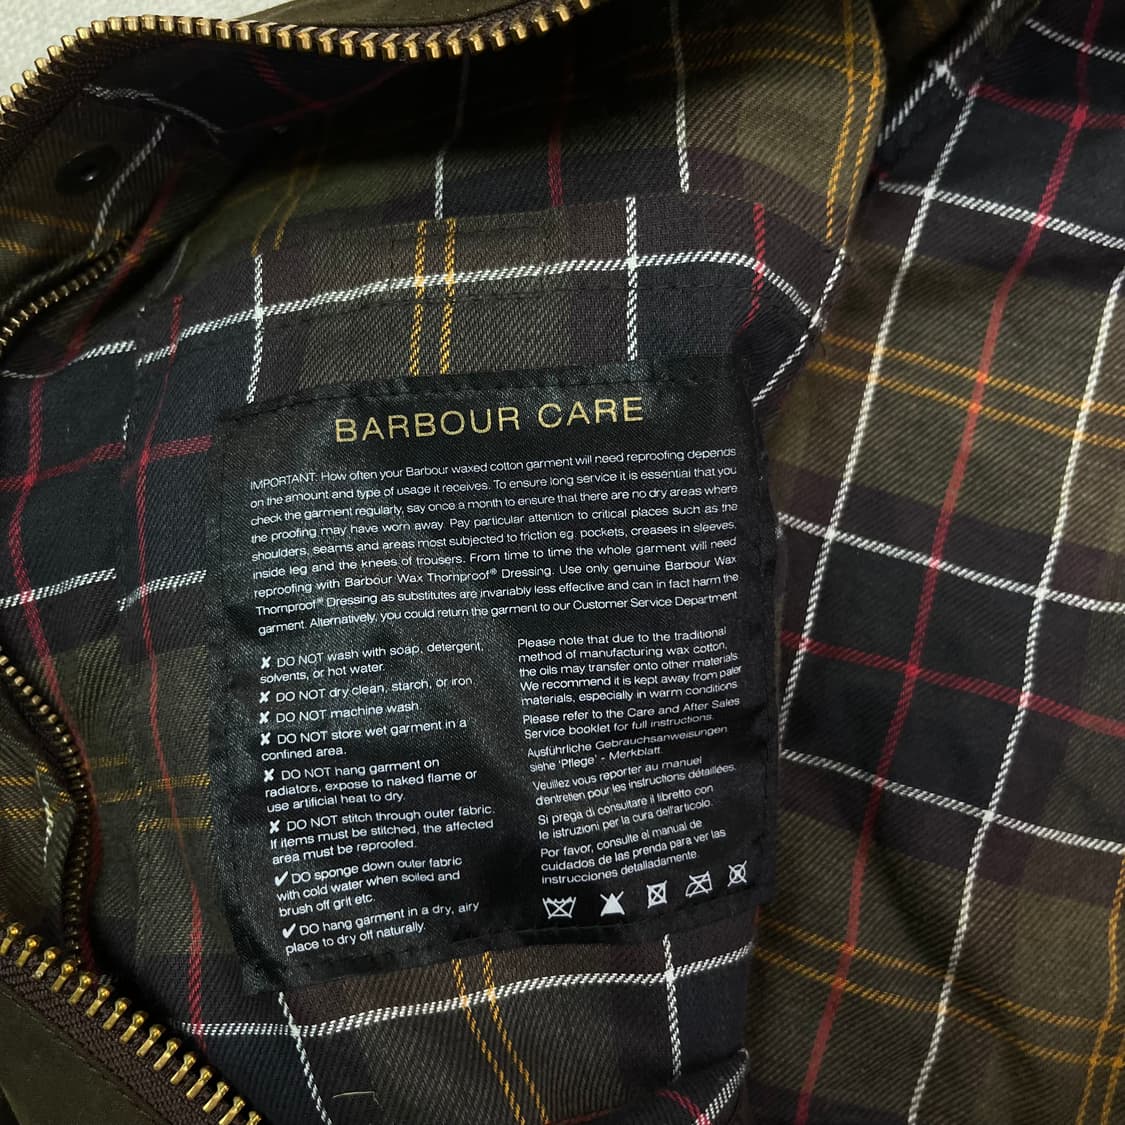 BARBOUR CARE
IMPORTANT: How often your Barbour waxed cotton garment will need reproofing depends
on the amount and type of usage it receives. To ensure long service it is essential that you
check the garment regularly, say once a month to ensure that there are no dry areas where
the proofing may have worn away. Pay particular attention to critical places such as the
shoulders, seams and areas most subjected to friction eg. pockets, creases in sleeves,
inside leg and the knees of trousers. From time to time the whole garment will need
reproofing with Barbour Wax Thornproof® Dressing. Use only genuine Barbour Wax
Thornproof® Dressing as substitutes are invariably less effective and can in fact harm the
garment. Alternatively, you could return the garment to our Customer Service Department
✘ DO NOT wash with soap, detergent,
solvents, or hot water.
✘ DO NOT dry clean, starch, or iron.
✘ DO NOT machine wash
✘ DO NOT store wet garment in a
confined area.
✘ DO NOT hang garment on
radiators, expose to naked flame or
use artificial heat to dry.
✘ DO NOT stitch through outer fabric.
If items must be stitched, the affected
area must be reproofed.
✔ DO sponge down outer fabric
with cold water when soiled and
brush off grit etc.
✔ DO hang garment in a dry, airy
place to dry off naturally.
Please note that due to the traditional
method of manufacturing wax cotton,
the oils may transfer onto other materials
We recommend it is kept away from paler
materials, especially in warm conditions.
Please refer to the Care and After Sales
Service booklet for full instructions.
Ausführliche Gebrauchsanweisungen
siehe 'Pflege' - Merkblatt.
Veuillez vous reporter au manuel
d'entretien pour les instructions détaillées.
Si prega di consultare il libretto con
le istruzioni per la cura dell'articolo.
Por favor, consulte el manual de
cuidados de las prenda para ver las
instrucciones detalladamente.